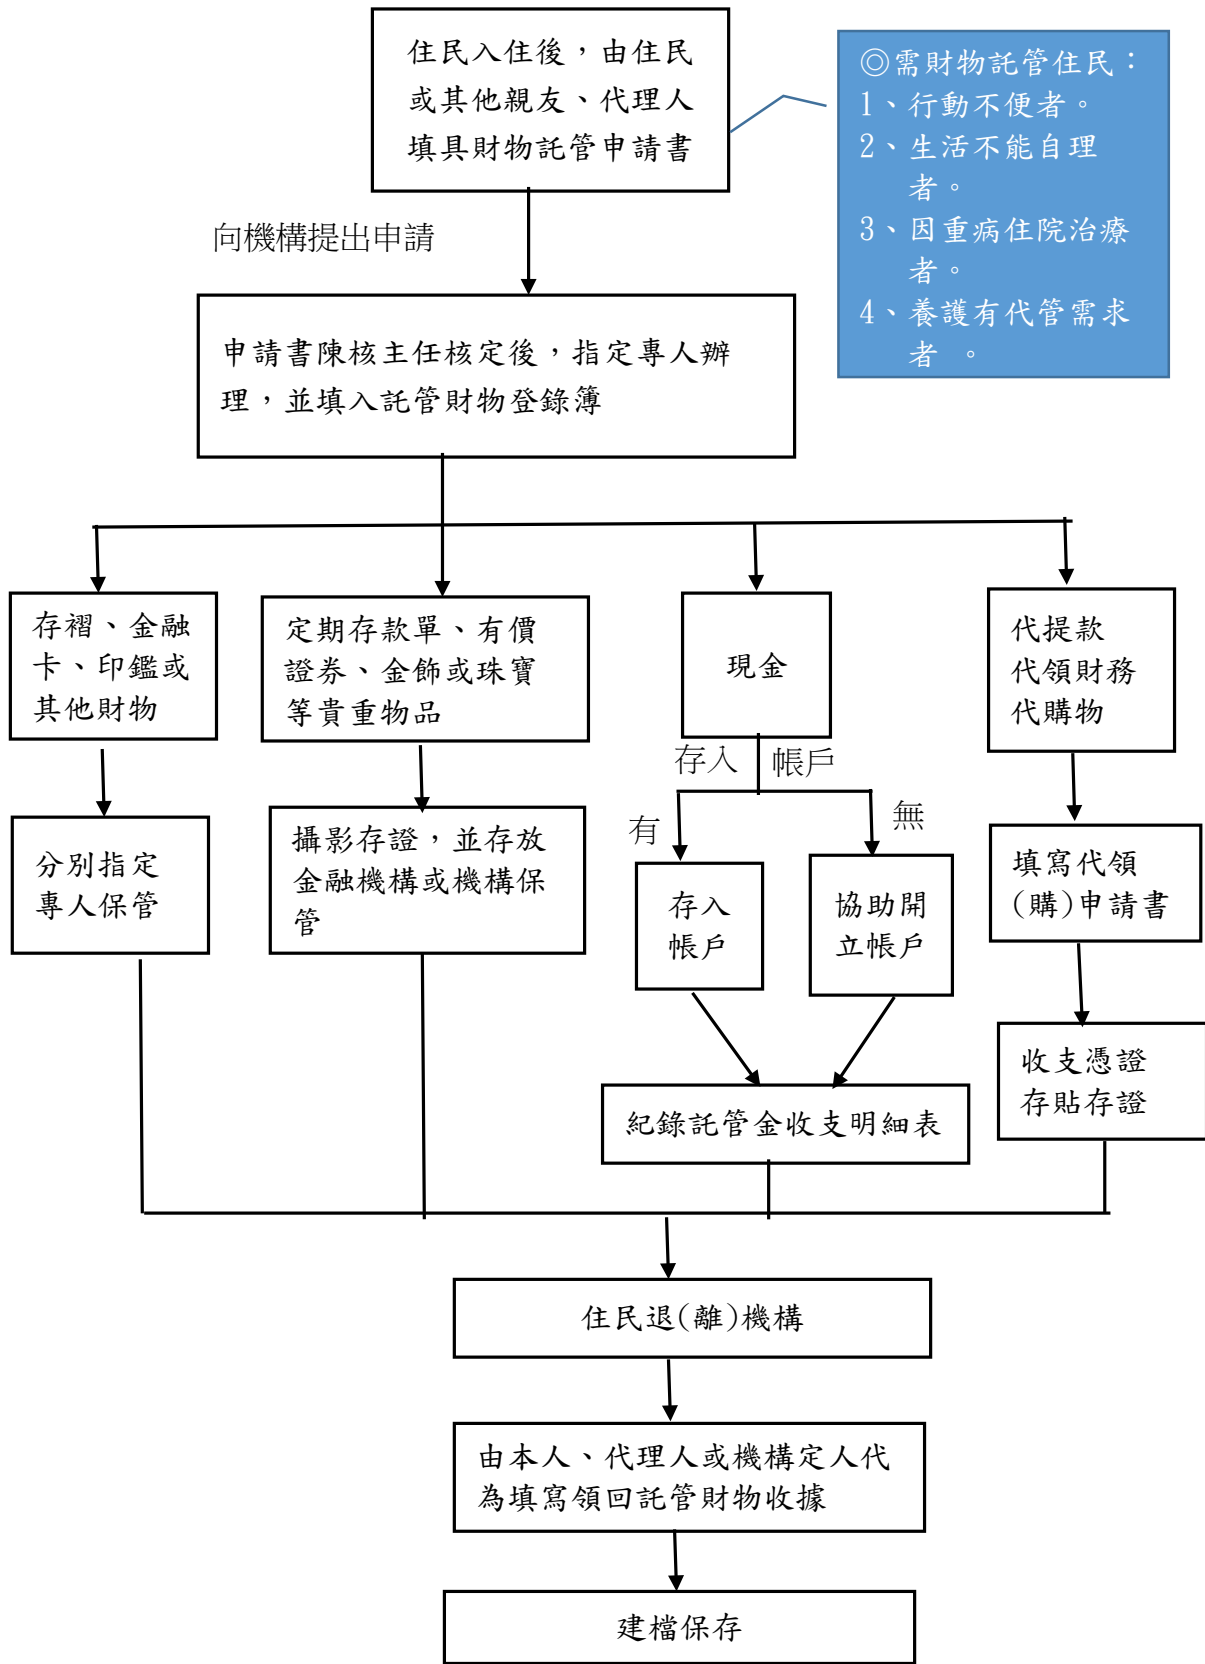 住民入住後，由住民
或其他親友、代理人
填具財物託管申請書
◎需財物託管住民：
1、行動不便者。
2、生活不能自理
者。
3、因重病住院治療
者。
4、養護有代管需求
者 。
向機構提出申請
申請書陳核主任核定後，指定專人辦
理，並填入託管財物登錄簿
存褶、金融
卡、印鑑或
其他財物
定期存款單、有價
證券、金飾或珠寶
等貴重物品
現金
代提款
代領財務
代購物
存入 帳戶
有
無
分別指定
專人保管
攝影存證，並存放
金融機構或機構保
管
存入
帳戶
協助開
立帳戶
填寫代領
(購)申請書
收支憑證
存貼存證
紀錄託管金收支明細表
住民退(離)機構
由本人、代理人或機構定人代
為填寫領回託管財物收據
建檔保存